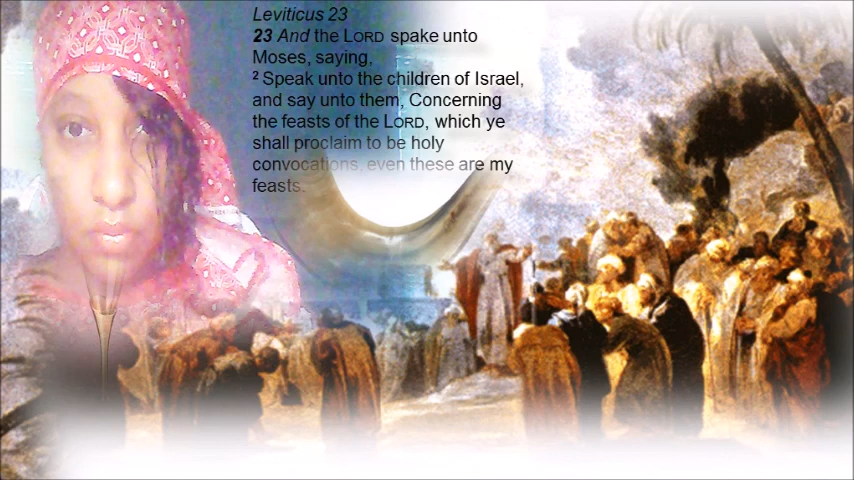 Leviticus 23
23 And the LORD spake unto
Moses, saying,
2 Speak unto the children of Israel,
and say unto them, Concerning
the feasts of the LORD, which ye
shall proclaim to be holy
convocations, even these are my
feasts.